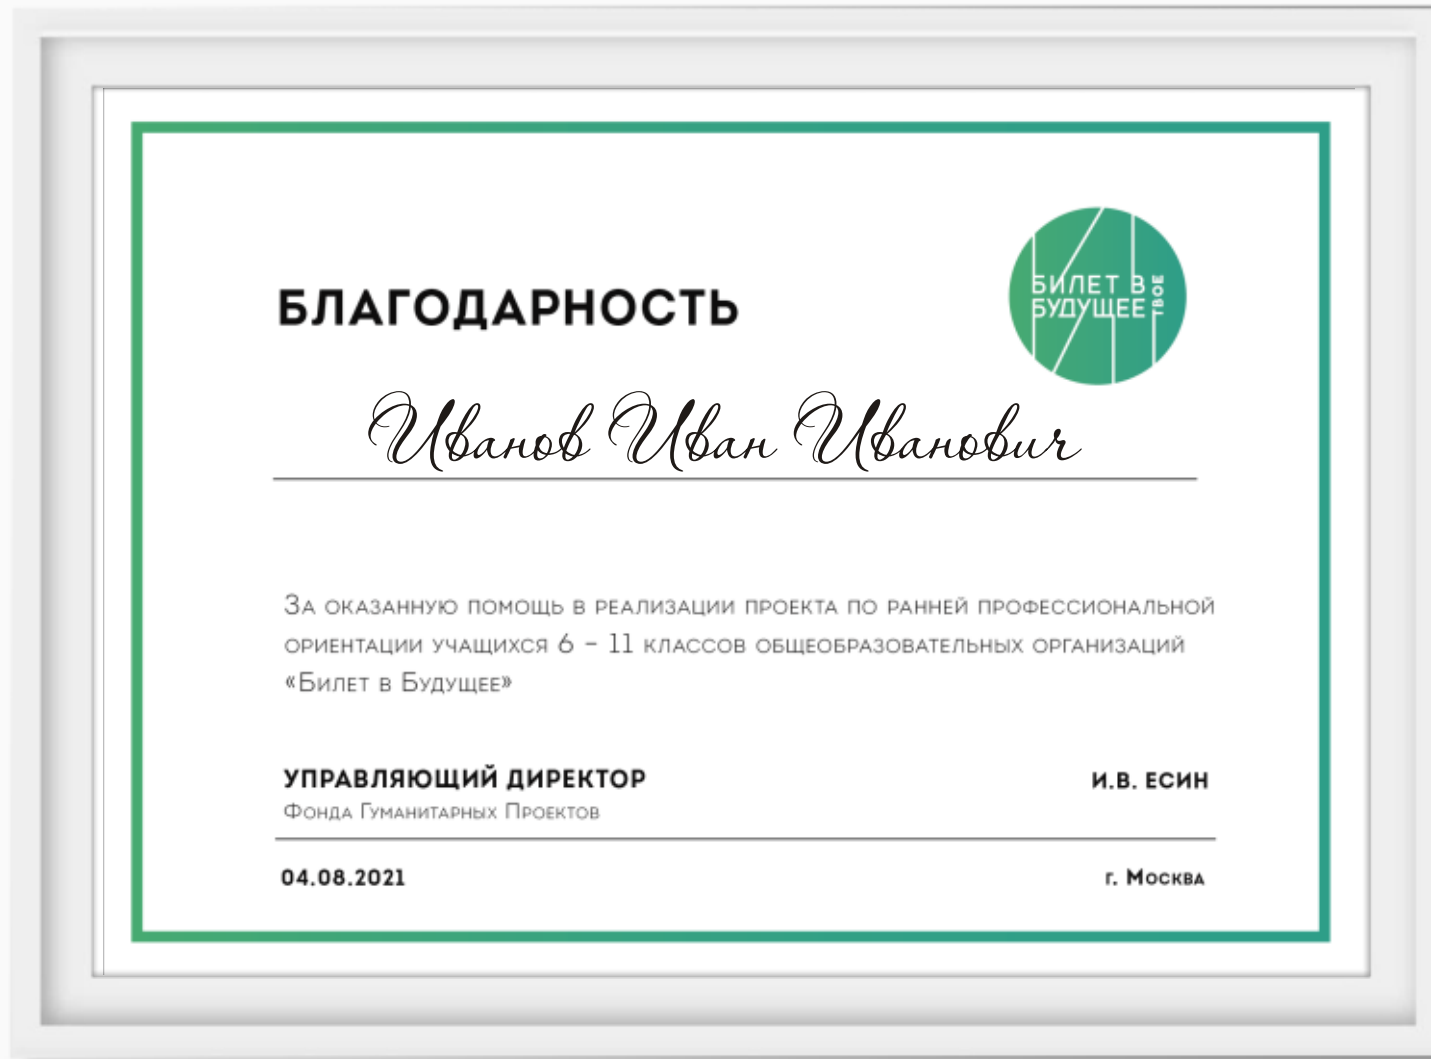 БИЛЕТ В
БУДУЩЕЕ
ТВОЕ
БЛАГОДАРНОСТЬ
Иванов Иван Иванович
За оказанную помощь в реализации проекта по ранней профессиональной
ориентации учащихся 6 – 11 классов общеобразовательных организаций
«Билет в Будущее»
УПРАВЛЯЮЩИЙ ДИРЕКТОР И.В. ЕСИН
Фонда Гуманитарных Проектов
04.08.2021 г. Москва